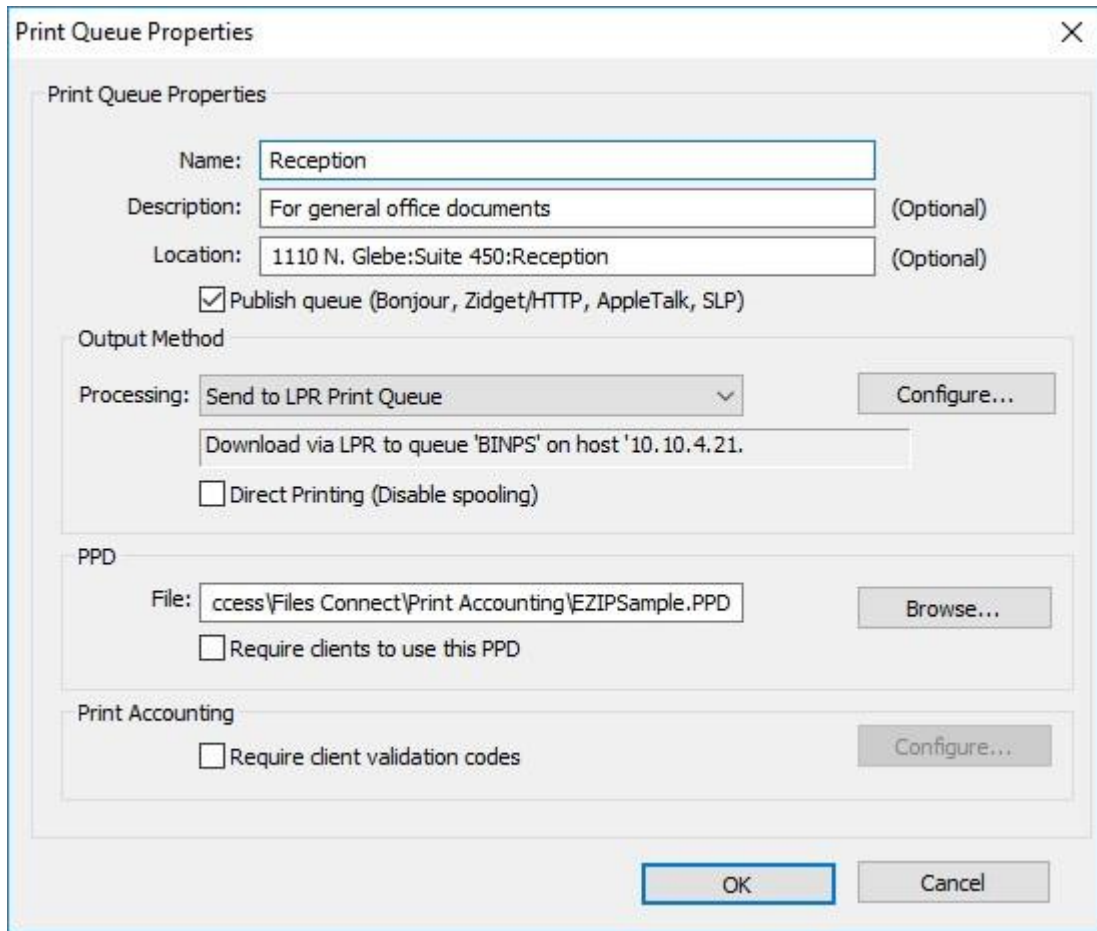 Print Queue Properties
Print Queue Properties
Name: Reception
Description: For general office documents (Optional)
Location: 1110 N. Glebe:Suite 450:Reception (Optional)
Publish queue (Bonjour, Zidget/HTTP, AppleTalk, SLP)
Output Method
Processing: Send to LPR Print Queue Configure...
Download via LPR to queue 'BINPS' on host '10.10.4.21.
Direct Printing (Disable spooling)
PPD
File: ccess\Files Connect\Print Accounting\EZIPSample.PPD Browse...
Require clients to use this PPD
Print Accounting
Require client validation codes Configure...
OK Cancel